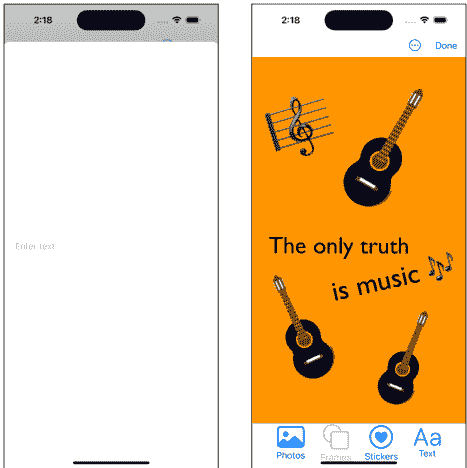 2:18
Enter text
2:18
Done
The only truth
is music
Photos
Frames
Stickers
Aa
Text